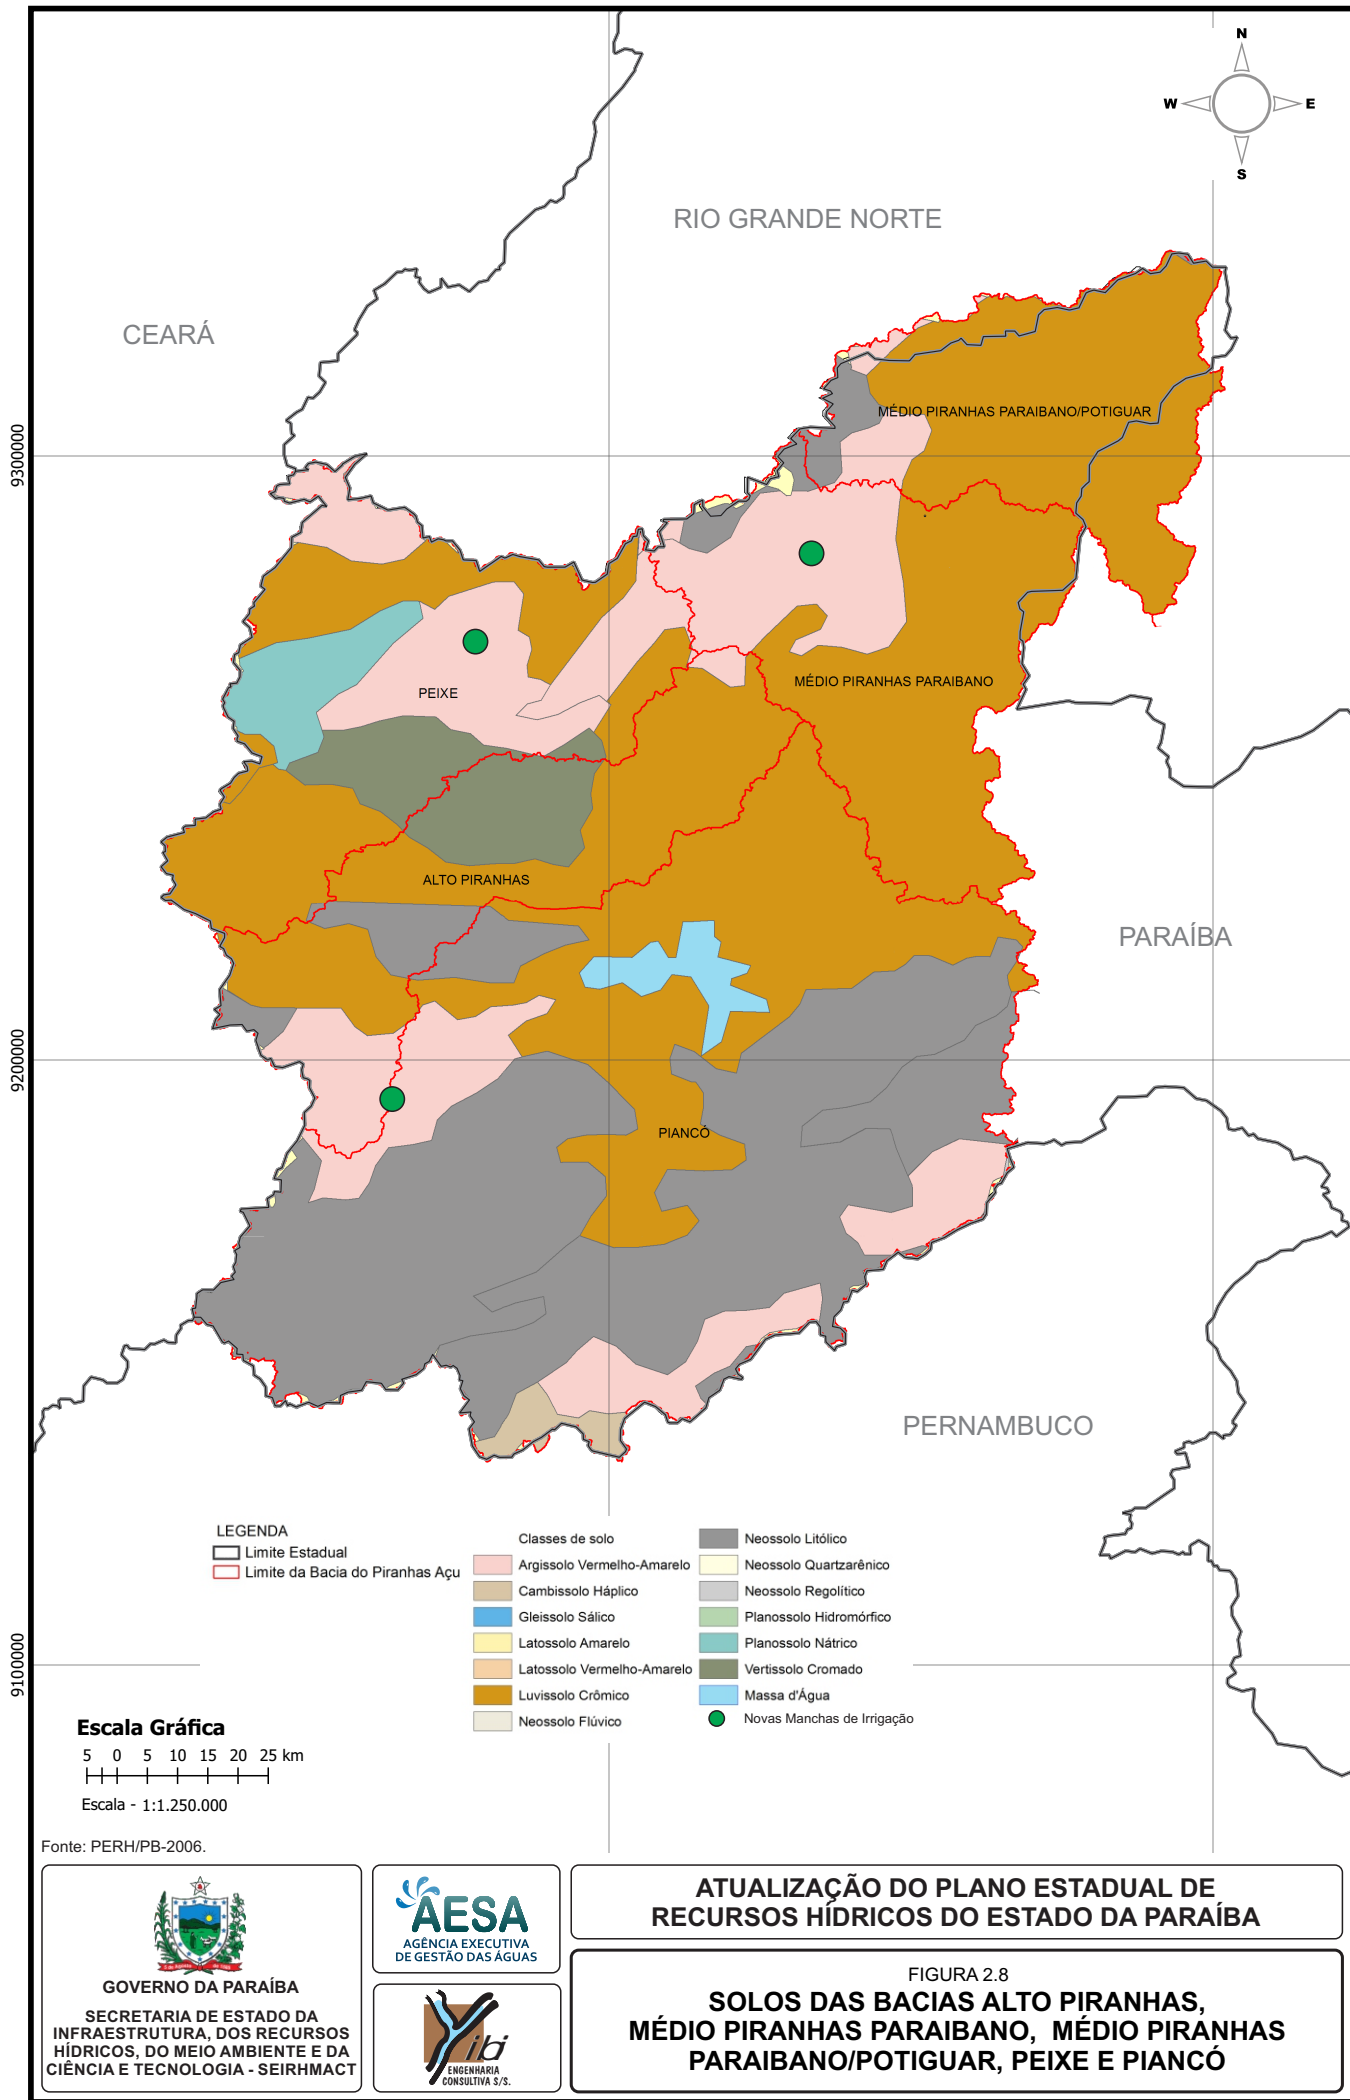 N
W
E
S
RIO GRANDE NORTE
CEARÁ
MÉDIO PIRANHAS PARAIBANO/POTIGUAR
9300000
MÉDIO PIRANHAS PARAIBANO
PEIXE
ALTO PIRANHAS
PARAÍBA
9200000
PIANCÓ
PERNAMBUCO
LEGENDA
Limite Estadual
Limite da Bacia do Piranhas Açu
Classes de solo
Argissolo Vermelho-Amarelo
Cambissolo Háplico
Gleissolo Sálico
Latossolo Amarelo
Latossolo Vermelho-Amarelo
Luvissolo Crômico
Neossolo Flúvico
Neossolo Litólico
Neossolo Quartzarênico
Neossolo Regolítico
Planossolo Hidromórfico
Planossolo Nátrico
Vertissolo Cromado
Massa d'Água
Novas Manchas de Irrigação
9100000
Escala Gráfica
5 0 5 10 15 20 25 km
Escala - 1:1.250.000
Fonte: PERH/PB-2006.
GOVERNO DA PARAÍBA
SECRETARIA DE ESTADO DA
INFRAESTRUTURA, DOS RECURSOS
HÍDRICOS, DO MEIO AMBIENTE E DA
CIÊNCIA E TECNOLOGIA - SEIRHMACT
AESA
AGÊNCIA EXECUTIVA
DE GESTÃO DAS ÁGUAS
Yibi
ENGENHARIA
CONSULTIVA S/S.
ATUALIZAÇÃO DO PLANO ESTADUAL DE
RECURSOS HÍDRICOS DO ESTADO DA PARAÍBA
FIGURA 2.8
SOLOS DAS BACIAS ALTO PIRANHAS,
MÉDIO PIRANHAS PARAIBANO, MÉDIO PIRANHAS
PARAIBANO/POTIGUAR, PEIXE E PIANCÓ